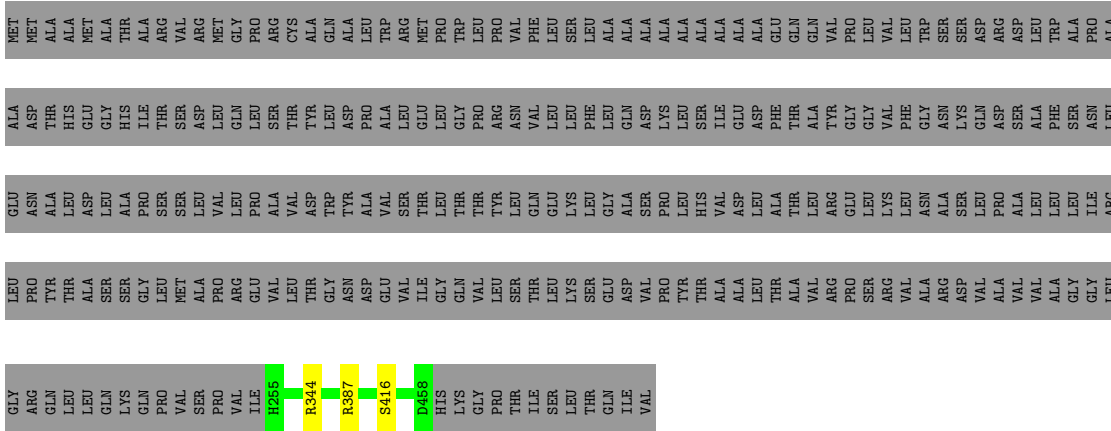 MET MET ALA ALA MET ALA THR ALA ARG VAL ARG MET GLY PRO ARG CYS ALA GLN ALA LEU TRP ARG MET PRO TRP LEU PRO VAL PHE LEU SER LEU ALA ALA ALA ALA ALA ALA ALA ALA ALA GLU GLN GLN VAL PRO LEU VAL LEU TRP SER SER ASP ARG ASP LEU TRP ALA PRO ALA
ALA ASP THR HIS GLU GLY HIS ILE THR SER ASP LEU GLN LEU SER THR TYR LEU ASP PRO ALA LEU GLU LEU GLY PRO ARG ASN VAL LEU LEU PHE LEU GLN ASP LYS LEU SER ILE GLU ASP PHE THR ALA TYR GLY GLY VAL PHE GLY ASN LYS GLN ASP SER ALA PHE SER ASN LEU
GLU ASN ALA LEU ASP LEU ALA PRO SER SER LEU VAL LEU PRO ALA VAL ASP TRP TYR ALA VAL SER THR LEU THR THR TYR LEU GLN GLU LYS LEU GLY ALA SER PRO LEU HIS VAL ASP LEU ALA THR LEU ARG GLU LEU LYS LEU ASN ALA SER LEU PRO ALA LEU LEU LEU ILE ARG
LEU PRO TYR THR ALA SER SER GLY LEU MET ALA PRO ARG GLU VAL LEU THR GLY ASN ASP GLU VAL ILE GLY GLN VAL LEU SER THR LEU LYS SER GLU ASP VAL PRO TYR THR ALA ALA LEU THR ALA VAL ARG PRO SER ARG VAL ALA ARG ASP VAL ALA VAL VAL ALA GLY GLY LEU
GLY ARG GLN LEU LEU GLN LYS GLN PRO VAL SER PRO VAL ILE H255 R344 R387 S416 D458 HIS LYS GLY PRO THR ILE SER LEU THR GLN ILE VAL